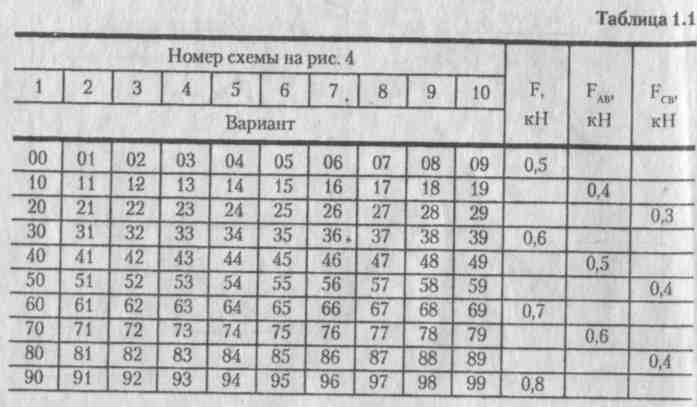 Таблица 1.1
Номер схемы на рис. 4
1 2 3 4 5 6 7 8 9 10 F, кН F_AB, кН F_CB, кН
Вариант
00 01 02 03 04 05 06 07 08 09 0,5
10 11 12 13 14 15 16 17 18 19 0,4
20 21 22 23 24 25 26 27 28 29 0,3
30 31 32 33 34 35 36 37 38 39 0,6
40 41 42 43 44 45 46 47 48 49 0,5
50 51 52 53 54 55 56 57 58 59 0,4
60 61 62 63 64 65 66 67 68 69 0,7
70 71 72 73 74 75 76 77 78 79 0,6
80 81 82 83 84 85 86 87 88 89 0,4
90 91 92 93 94 95 96 97 98 99 0,8